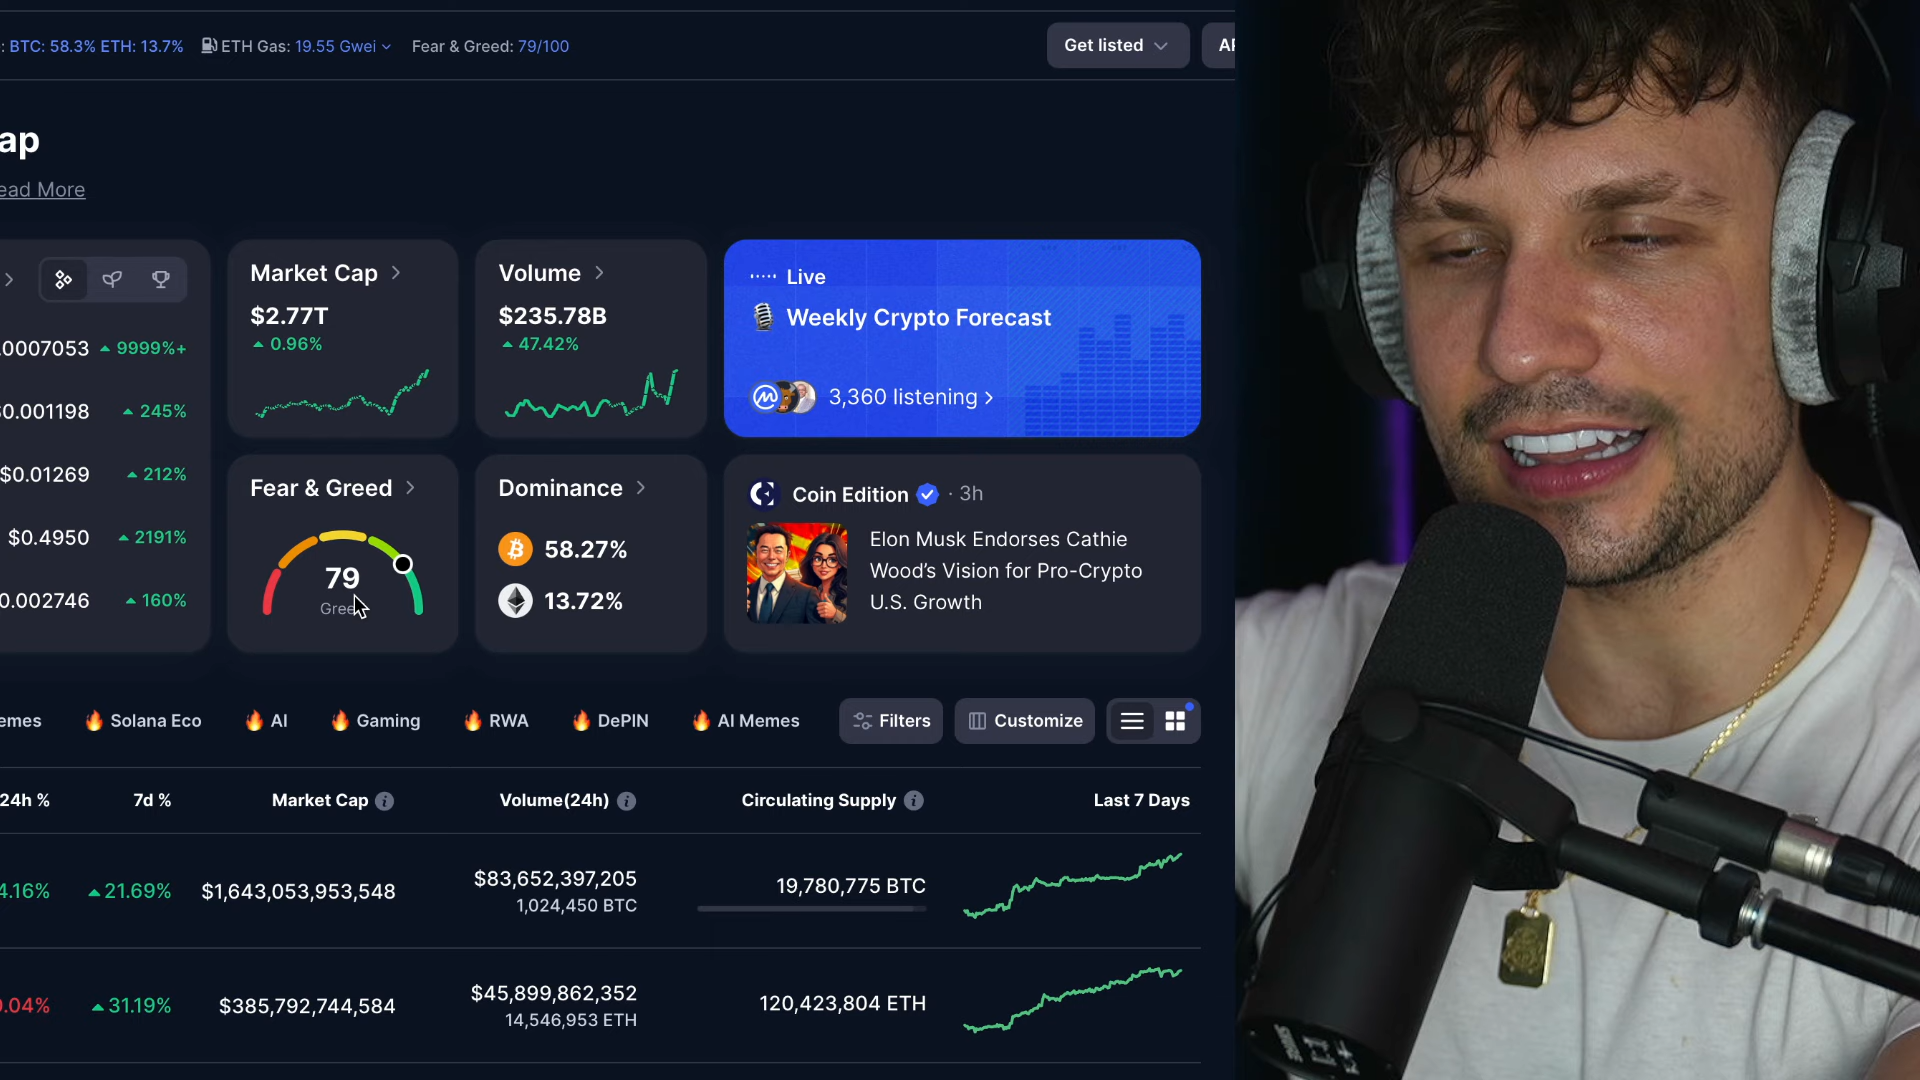 : BTC: 58.3% ETH: 13.7% ETH Gas: 19.55 Gwei Fear & Greed: 79/100
Get listed
ap
ead More
Market Cap
$2.77T
0.96%
Volume
$235.78B
47.42%
Live
Weekly Crypto Forecast
3,360 listening
.0007053 9999%+
0.001198 245%
$0.01269 212%
$0.4950 2191%
0.002746 160%
Fear & Greed
79
Dominance
58.27%
13.72%
Coin Edition · 3h
Elon Musk Endorses Cathie
Wood's Vision for Pro-Crypto
U.S. Growth
emes Solana Eco AI Gaming RWA DePIN AI Memes
Filters
Customize
24h % 7d % Market Cap Volume(24h) Circulating Supply Last 7 Days
4.16% 21.69% $1,643,053,953,548 $83,652,397,205 19,780,775 BTC
1,024,450 BTC
0.04% 31.19% $385,792,744,584 $45,899,862,352 120,423,804 ETH
14,546,953 ETH